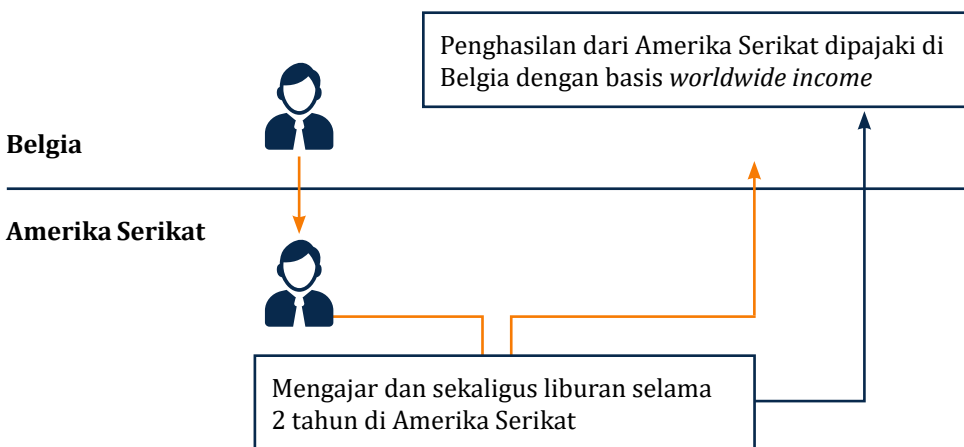 Penghasilan dari Amerika Serikat dipajaki di
Belgia dengan basis worldwide income
Belgia
Amerika Serikat
Mengajar dan sekaligus liburan selama
2 tahun di Amerika Serikat